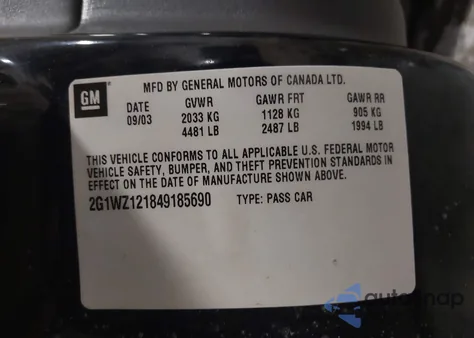 GM
MFD BY GENERAL MOTORS OF CANADA LTD.
DATE GVWR GAWR FRT GAWR RR
09/03 2033 KG 1128 KG 905 KG
4481 LB 2487 LB 1994 LB
THIS VEHICLE CONFORMS TO ALL APPLICABLE U.S. FEDERAL MOTOR
VEHICLE SAFETY, BUMPER, AND THEFT PREVENTION STANDARDS IN
EFFECT ON THE DATE OF MANUFACTURE SHOWN ABOVE.
2G1WZ121849185690 TYPE: PASS CAR